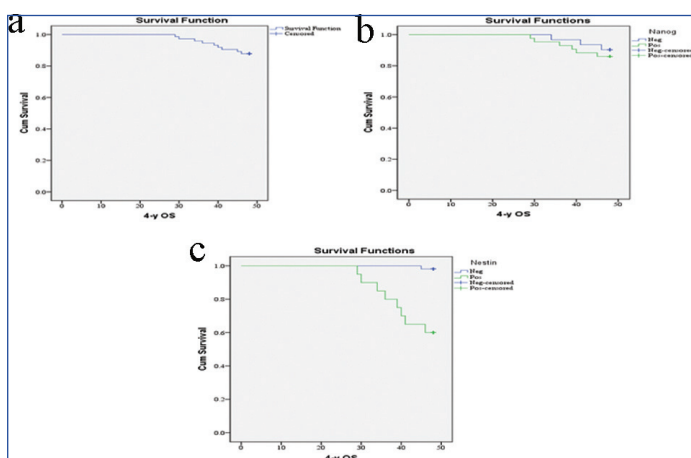 a
Survival Function
Survival Function
Censored
1.0
0.8
0.6
0.4
0.2
0.0
Cum Survival
0 10 20 30 40 50
4-y OS
b
Survival Functions
Nanog
Neg
Pos
Neg-censored
Pos-censored
1.0
0.8
0.6
0.4
0.2
0.0
Cum Survival
0 10 20 30 40 50
4-y OS
c
Survival Functions
Nestin
Neg
Pos
Neg-censored
Pos-censored
1.0
0.8
0.6
0.4
0.2
0.0
Cum Survival
0 10 20 30 40 50
4-y OS